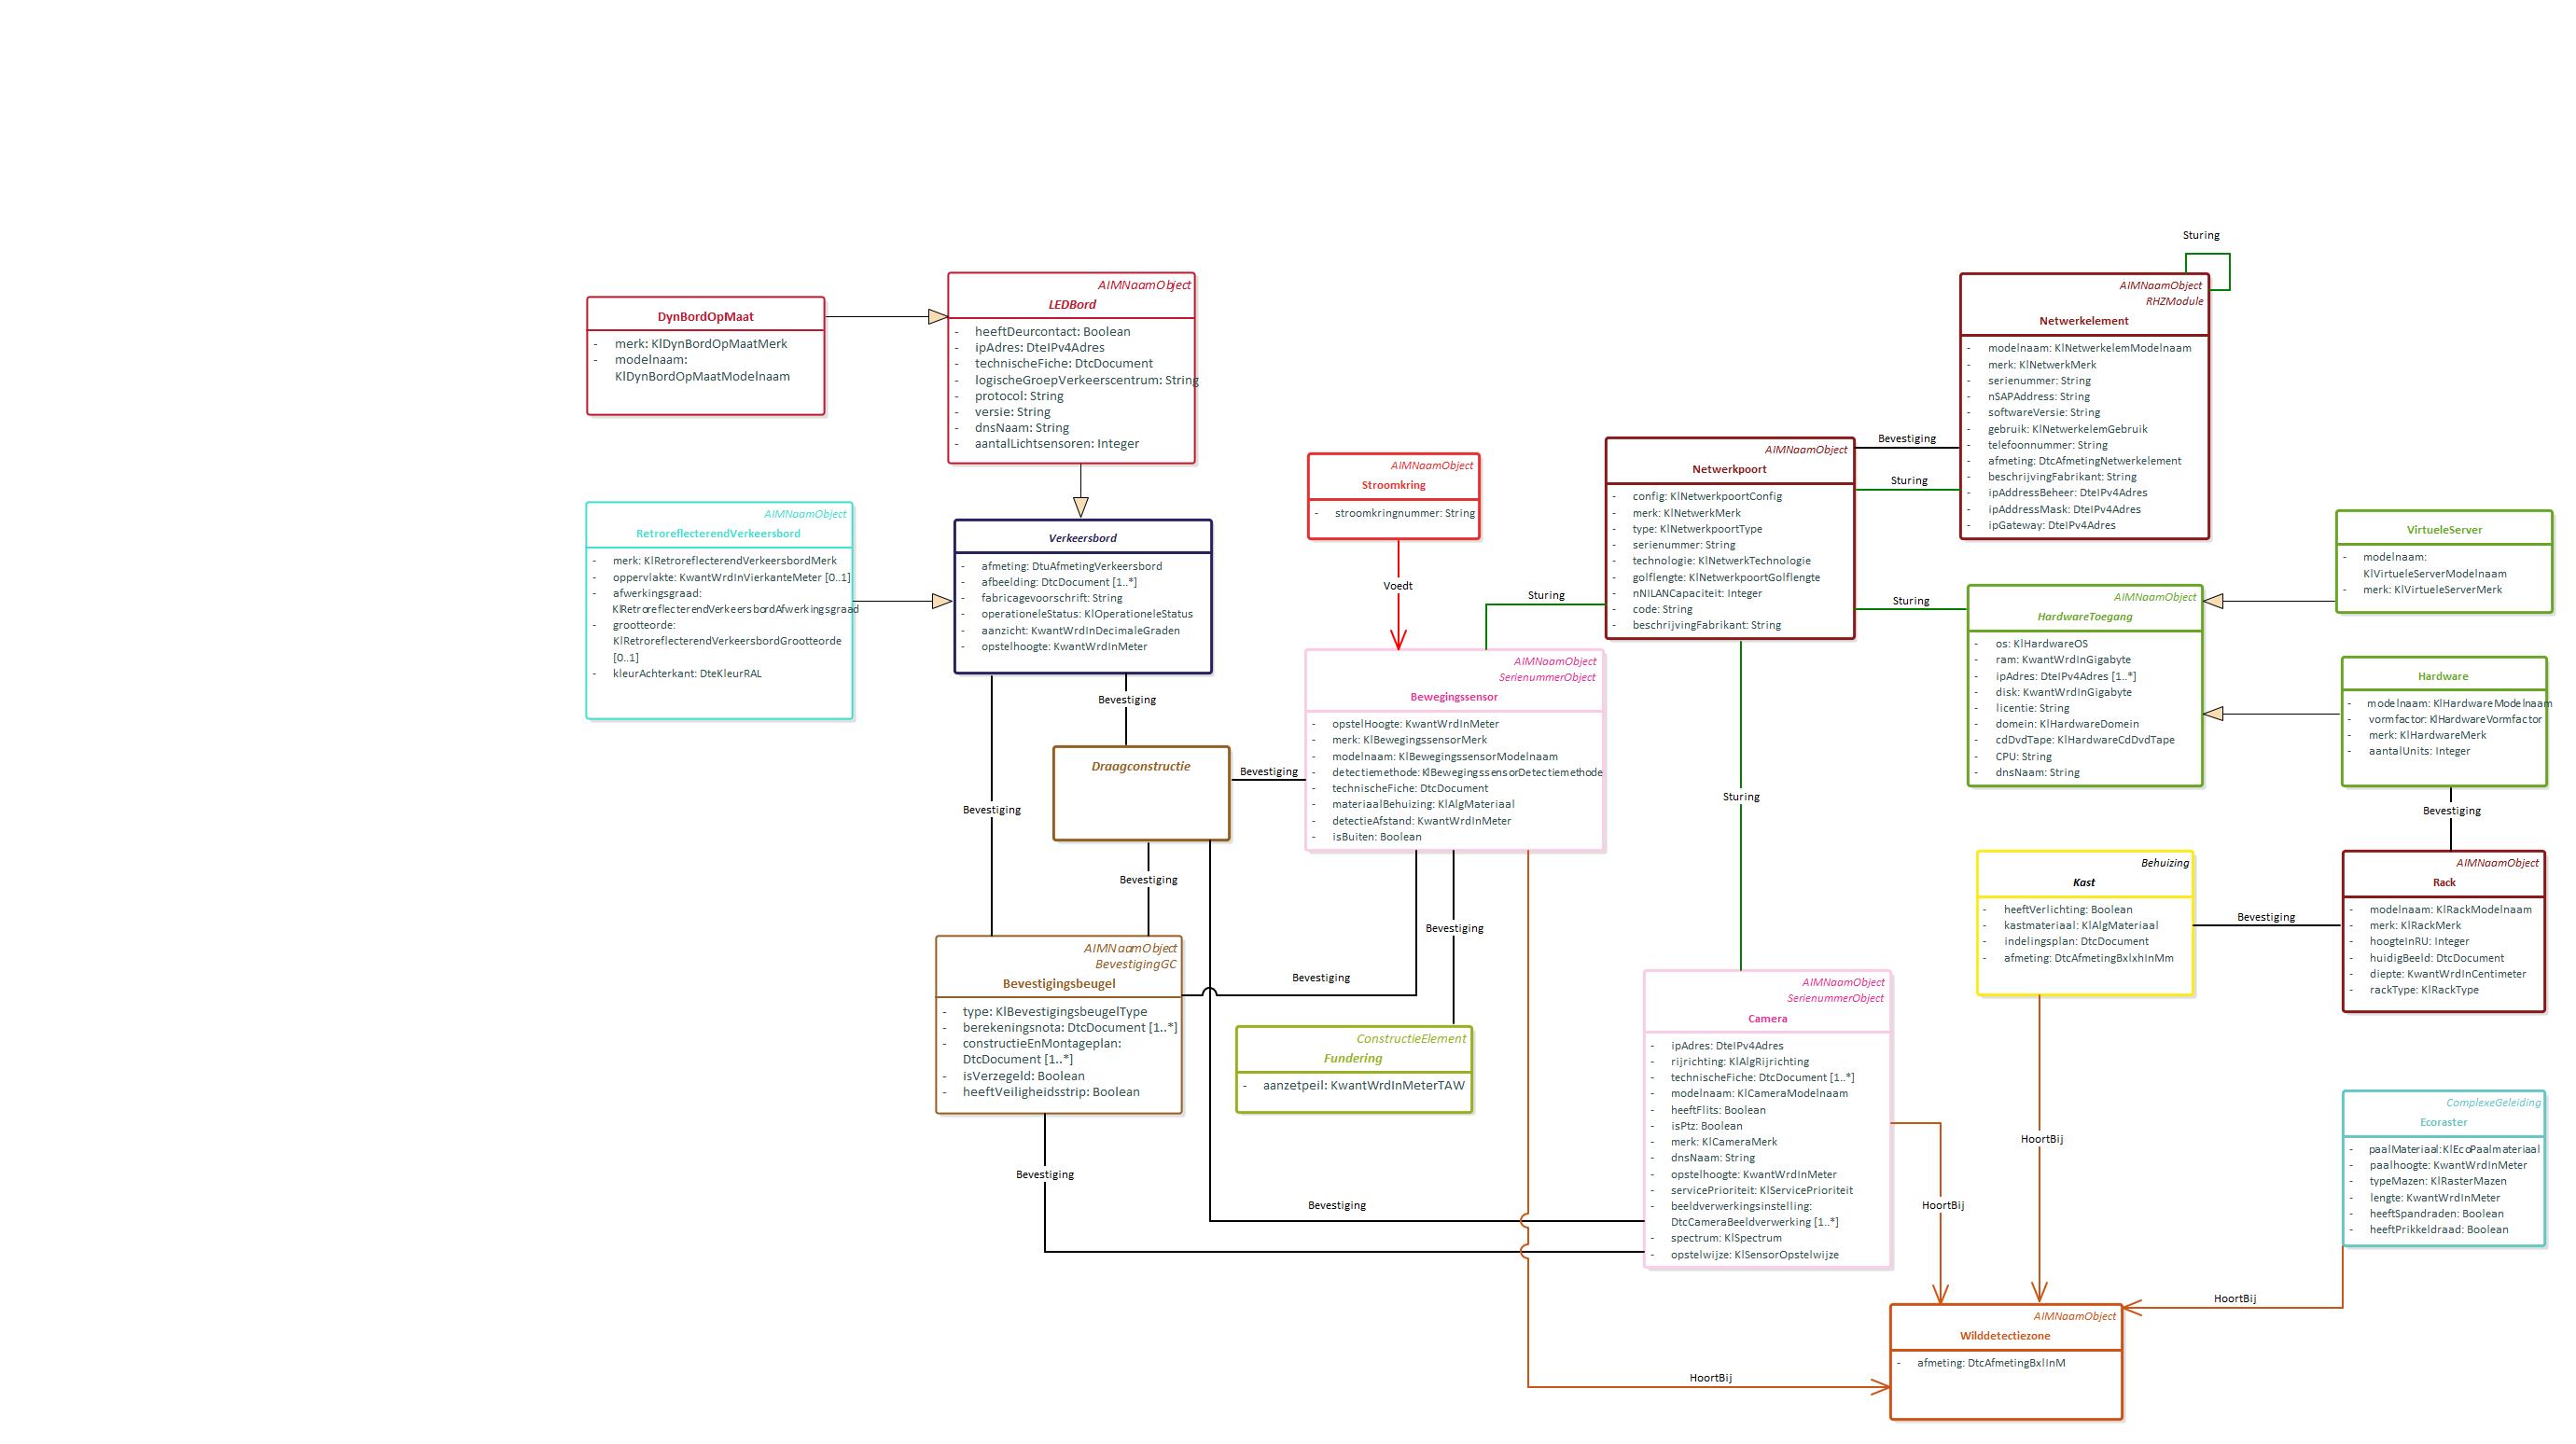 Sturing
AIMNaamObject
LEDBord
- heeftDeurcontact: Boolean
- ipAdres: DteIPv4Adres
- technischeFiche: DtcDocument
- logischeGroepVerkeerscentrum: String
- protocol: String
- versie: String
- dnsNaam: String
- aantalLichtsensoren: Integer
DynBordOpMaat
- merk: KlDynBordOpMaatMerk
- modelnaam:
KlDynBordOpMaatModelnaam
AIMNaamObject
RHZModule
Netwerkelement
- modelnaam: KlNetwerkelemModelnaam
- merk: KlNetwerkMerk
- serienummer: String
- nSAPAddress: String
- softwareVersie: String
- gebruik: KlNetwerkelemGebruik
- telefoonnummer: String
- afmeting: DtcAfmetingNetwerkelement
- beschrijvingFabrikant: String
- ipAddressBeheer: DteIPv4Adres
- ipAddressMask: DteIPv4Adres
- ipGateway: DteIPv4Adres
Bevestiging
Sturing
AIMNaamObject
Netwerkpoort
- config: KlNetwerkpoortConfig
- merk: KlNetwerkMerk
- type: KlNetwerkpoortType
- serienummer: String
- technologie: KlNetwerkTechnologie
- golflengte: KlNetwerkpoortGolflengte
- nNILANCapaciteit: Integer
- code: String
- beschrijvingFabrikant: String
AIMNaamObject
Stroomkring
- stroomkringnummer: String
Voedt
Sturing
Sturing
AIMNaamObject
RetroreflecterendVerkeersbord
- merk: KlRetroreflecterendVerkeersbordMerk
- oppervlakte: KwantWrdInVierkanteMeter [0..1]
- afwerkingsgraad:
KlRetroreflecterendVerkeersbordAfwerkingsgraad
- grootteorde:
KlRetroreflecterendVerkeersbordGrootteorde
[0..1]
- kleurAchterkant: DteKleurRAL
Verkeersbord
- afmeting: DtuAfmetingVerkeersbord
- afbeelding: DtcDocument [1..*]
- fabricagevoorschrift: String
- operationeleStatus: KlOperationeleStatus
- aanzicht: KwantWrdInDecimaleGraden
- opstelhoogte: KwantWrdInMeter
VirtueleServer
- modelnaam:
KlVirtueleServerModelnaam
- merk: KlVirtueleServerMerk
AIMNaamObject
HardwareToegang
- os: KlHardwareOS
- ram: KwantWrdInGigabyte
- ipAdres: DteIPv4Adres [1..*]
- disk: KwantWrdInGigabyte
- licentie: String
- domein: KlHardwareDomein
- cdDvdTape: KlHardwareCdDvdTape
- CPU: String
- dnsNaam: String
Hardware
- modelnaam: KlHardwareModelnaam
- vormfactor: KlHardwareVormfactor
- merk: KlHardwareMerk
- aantalUnits: Integer
Bevestiging
AIMNaamObject
SerienummerObject
Bewegingssensor
- opstelHoogte: KwantWrdInMeter
- merk: KlBewegingssensorMerk
- modelnaam: KlBewegingssensorModelnaam
- detectiemethode: KlBewegingssensorDetectiemethode
- technischeFiche: DtcDocument
- materiaalBehuizing: KlAlgMateriaal
- detectieAfstand: KwantWrdInMeter
- isBuiten: Boolean
Bevestiging
Draagconstructie
Bevestiging
Sturing
Bevestiging
Bevestiging
Bevestiging
Behuizing
Kast
- heeftVerlichting: Boolean
- kastmateriaal: KlAlgMateriaal
- indelingsplan: DtcDocument
- afmeting: DtcAfmetingBxlxhInMm
Bevestiging
AIMNaamObject
Rack
- modelnaam: KlRackModelnaam
- merk: KlRackMerk
- hoogteInRU: Integer
- huidigBeeld: DtcDocument
- diepte: KwantWrdInCentimeter
- rackType: KlRackType
AIMNaamObject
BevestigingGC
Bevestigingsbeugel
- type: KlBevestigingsbeugelType
- berekeningsnota: DtcDocument [1..*]
- constructieEnMontageplan:
DtcDocument [1..*]
- isVerzegeld: Boolean
- heeftVeiligheidsstrip: Boolean
Bevestiging
ConstructieElement
Fundering
- aanzetpeil: KwantWrdInMeterTAW
AIMNaamObject
SerienummerObject
Camera
- ipAdres: DteIPv4Adres
- rijrichting: KlAlgRijrichting
- technischeFiche: DtcDocument [1..*]
- modelnaam: KlCameraModelnaam
- heeftFlits: Boolean
- isPtz: Boolean
- merk: KlCameraMerk
- dnsNaam: String
- opstelhoogte: KwantWrdInMeter
- servicePrioriteit: KlServicePrioriteit
- beeldverwerkingsinstelling:
DtcCameraBeeldverwerking [1..*]
- spectrum: KlSpectrum
- opstelwijze: KlSensorOpstelwijze
HoortBij
ComplexeGeleiding
Ecoraster
- paalMateriaal: KlEcoPaalmateriaal
- paalhoogte: KwantWrdInMeter
- typeMazen: KlRasterMazen
- lengte: KwantWrdInMeter
- heeftSpandraden: Boolean
- heeftPrikkeldraad: Boolean
Bevestiging
Bevestiging
HoortBij
HoortBij
AIMNaamObject
Wilddetectiezone
- afmeting: DtcAfmetingBxlInM
HoortBij